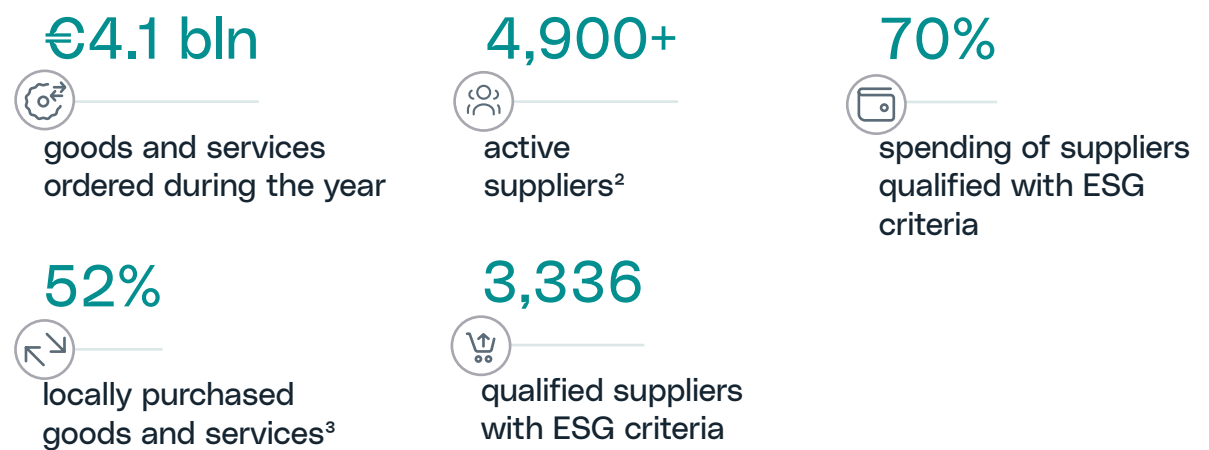 €4.1 bln
goods and services
ordered during the year
4,900+
active
suppliers²
70%
spending of suppliers
qualified with ESG
criteria
52%
locally purchased
goods and services³
3,336
qualified suppliers
with ESG criteria